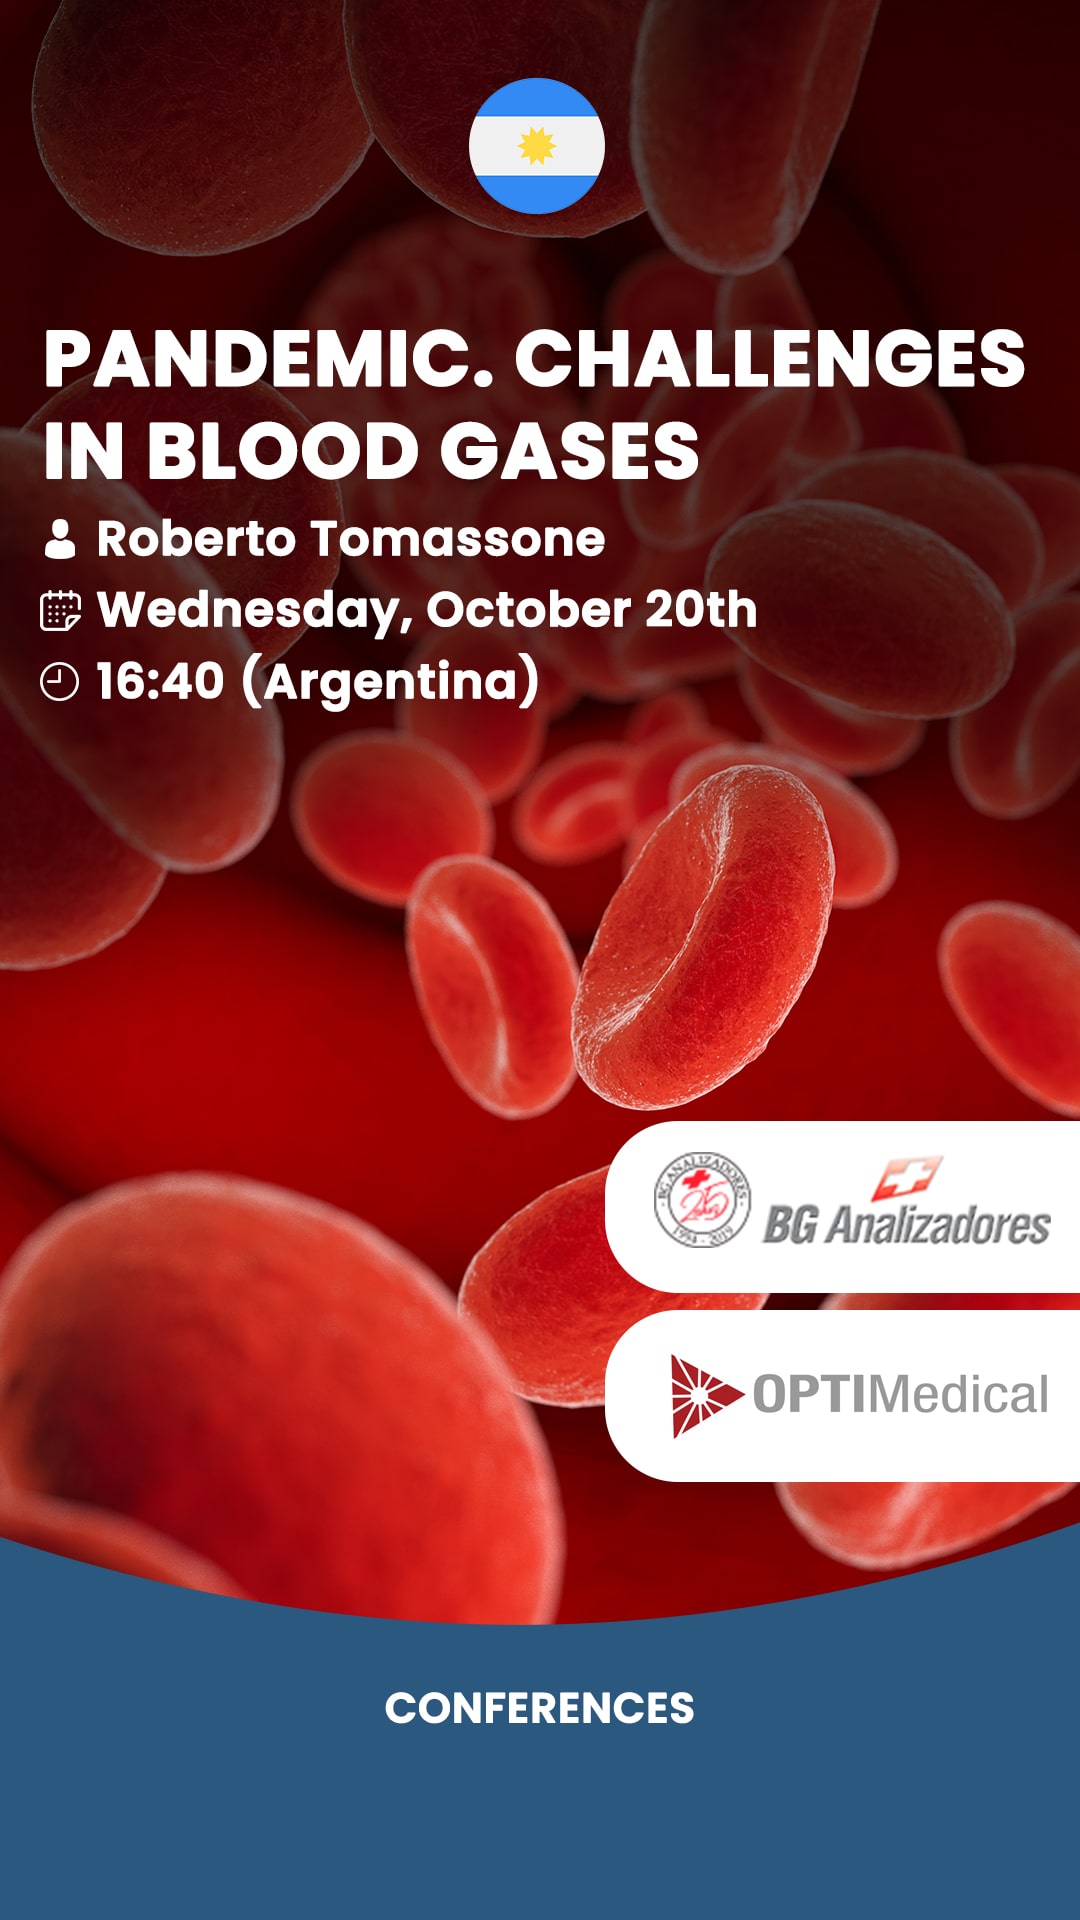 PANDEMIC. CHALLENGES
IN BLOOD GASES
Roberto Tomassone
Wednesday, October 20th
16:40 (Argentina)
BG ANALIZADORES
25
1994 - 2019
BG Analizadores
OPTIMedical
CONFERENCES